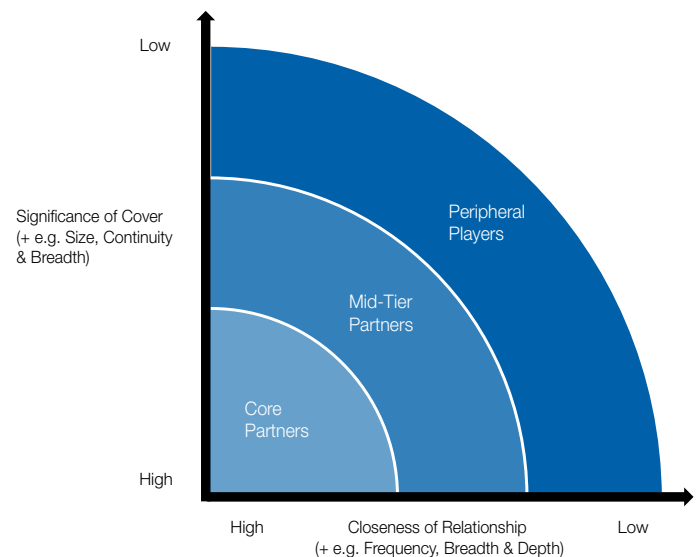 Low
Significance of Cover
(+ e.g. Size, Continuity
& Breadth)
Peripheral
Players
Mid-Tier
Partners
Core
Partners
High
High
Closeness of Relationship
(+ e.g. Frequency, Breadth & Depth)
Low